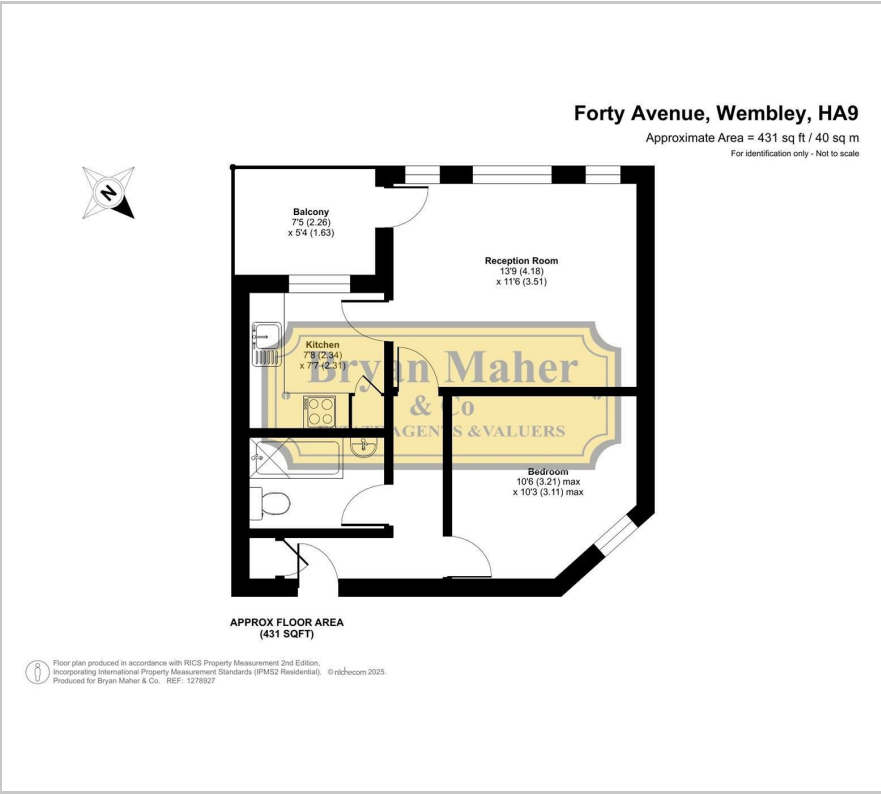 Forty Avenue, Wembley, HA9
Approximate Area = 431 sq ft / 40 sq m
For identification only - Not to scale
N
Balcony
7'5 (2.26)
x 5'4 (1.63)
Reception Room
13'9 (4.18)
x 11'6 (3.51)
Kitchen
7'8 (2.34)
x 7'7 (2.31)
Bryan Maher
& Co
ESTATE AGENTS & VALUERS
Bedroom
10'6 (3.21) max
x 10'3 (3.11) max
APPROX FLOOR AREA
(431 SQFT)
Floor plan produced in accordance with RICS Property Measurement 2nd Edition,
Incorporating International Property Measurement Standards (IPMS2 Residential). © nichecom 2025.
Produced for Bryan Maher & Co. REF: 1278927